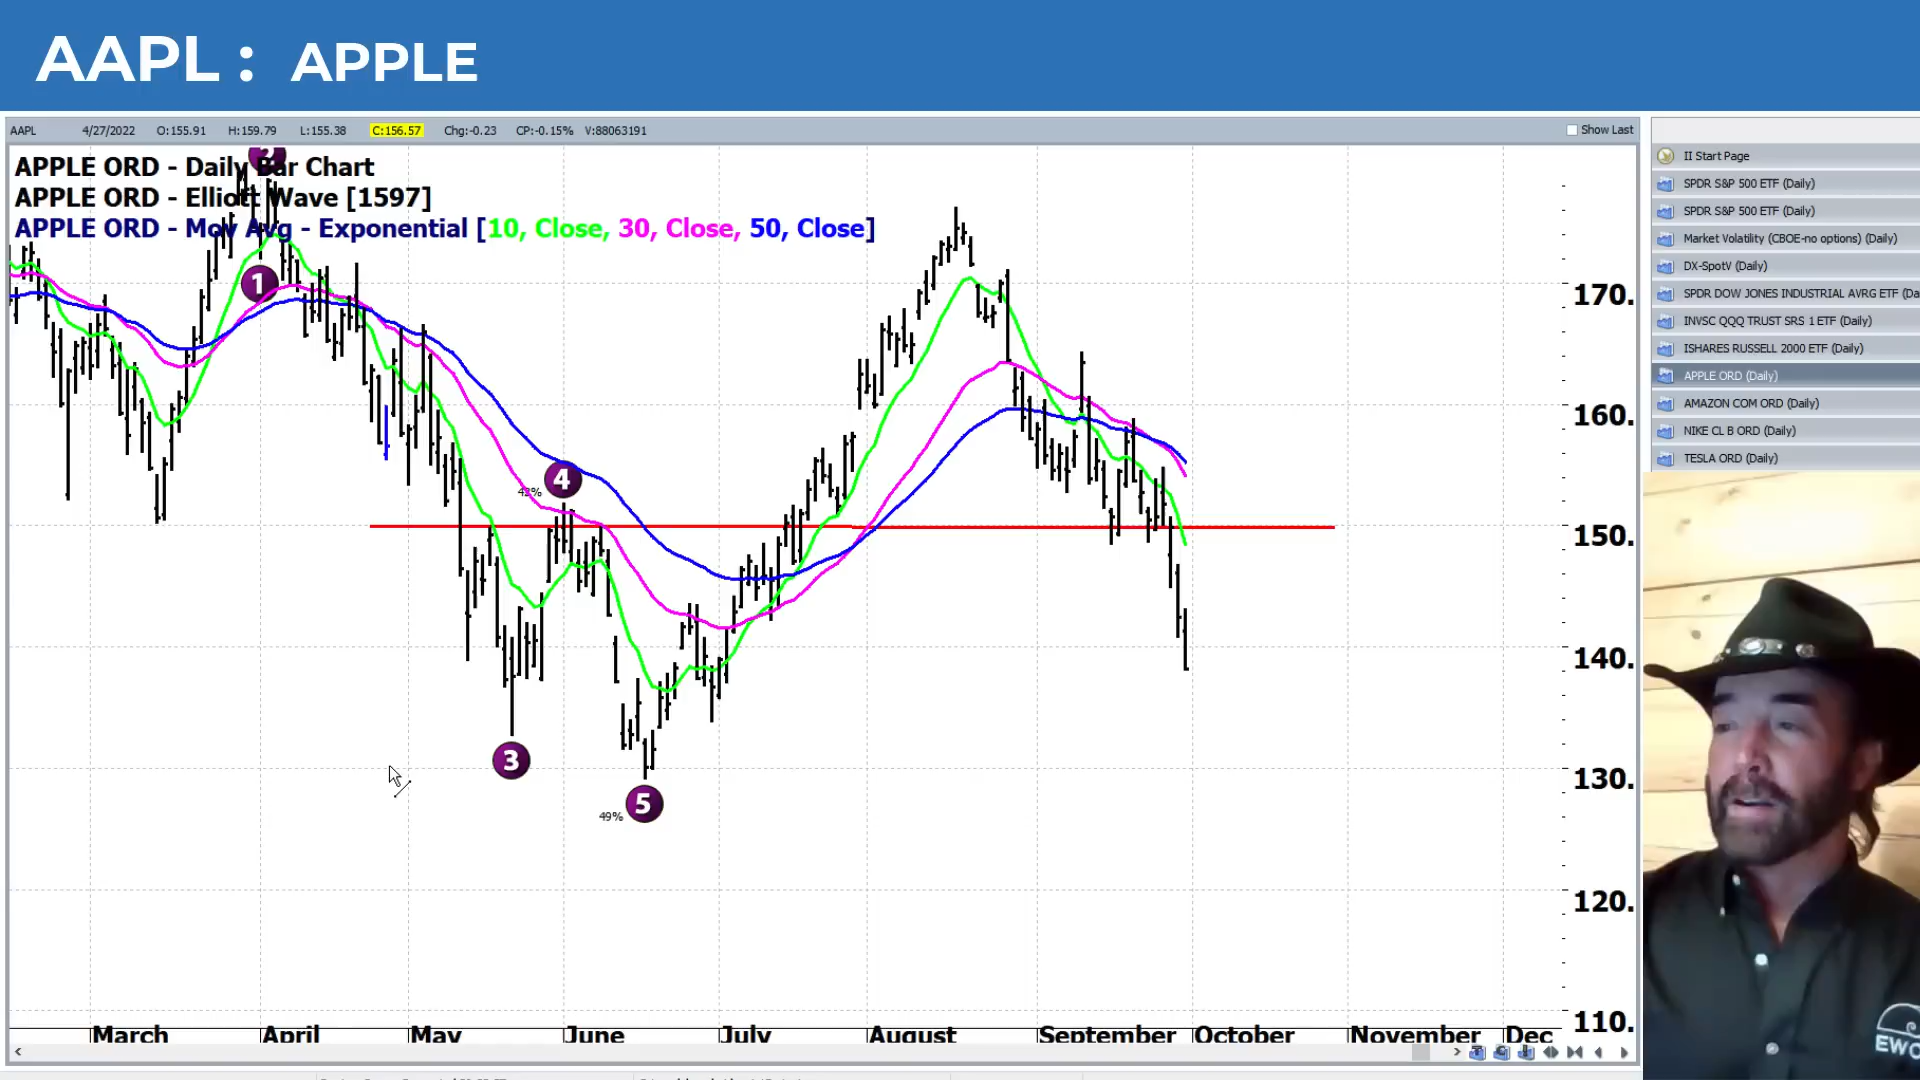 AAPL : APPLE
AAPL 4/27/2022 O:155.91 H:159.79 L:155.38 C:156.57 Chg:-0.23 CP:-0.15% V:88063191
Show Last
APPLE ORD - Daily Bar Chart
APPLE ORD - Elliott Wave [1597]
APPLE ORD - Mov Avg - Exponential [10, Close, 30, Close, 50, Close]
1
4
3
5
49%
170.
160.
150.
140.
130.
120.
110.
March April May June July August September October November Dec
II Start Page
SPDR S&P 500 ETF (Daily)
SPDR S&P 500 ETF (Daily)
Market Volatility (CBOE-no options) (Daily)
DX-SpotV (Daily)
SPDR DOW JONES INDUSTRIAL AVRG ETF (Da
INVSC QQQ TRUST SRS 1 ETF (Daily)
ISHARES RUSSELL 2000 ETF (Daily)
APPLE ORD (Daily)
AMAZON COM ORD (Daily)
NIKE CL B ORD (Daily)
TESLA ORD (Daily)